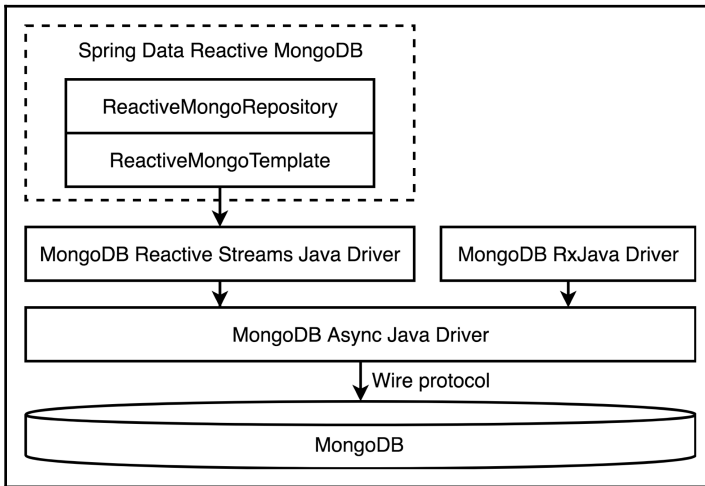 Spring Data Reactive MongoDB
ReactiveMongoRepository
ReactiveMongoTemplate
MongoDB Reactive Streams Java Driver
MongoDB RxJava Driver
MongoDB Async Java Driver
Wire protocol
MongoDB